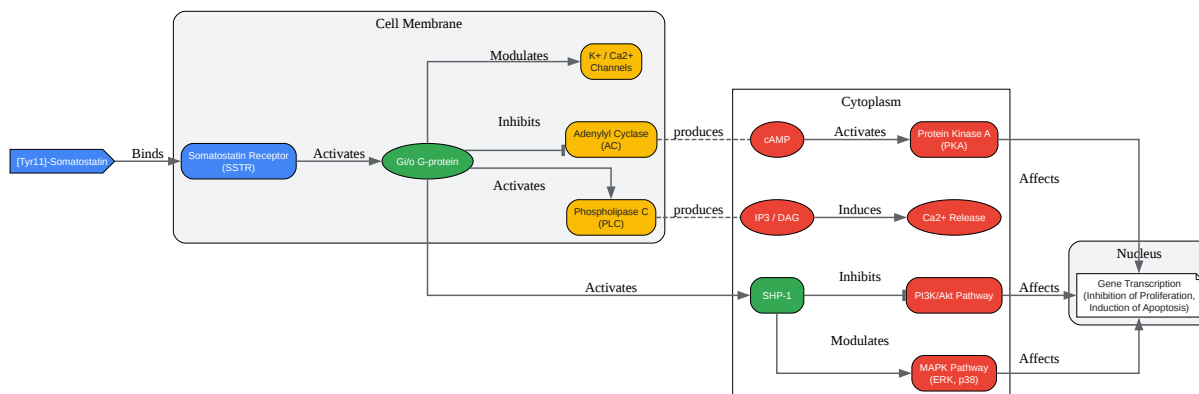 Cell Membrane
Modulates
K+ / Ca2+
Channels
Cytoplasm
[Tyr11]-Somatostatin
Binds
Somatostatin Receptor
(SSTR)
Activates
Gi/o G-protein
Inhibits
Adenylyl Cyclase
(AC)
produces
cAMP
Activates
Protein Kinase A
(PKA)
Affects
Activates
Phospholipase C
(PLC)
produces
IP3 / DAG
Induces
Ca2+ Release
Nucleus
Activates
SHP-1
Inhibits
PI3K/Akt Pathway
Affects
Gene Transcription
(Inhibition of Proliferation,
Induction of Apoptosis)
Modulates
MAPK Pathway
(ERK, p38)
Affects